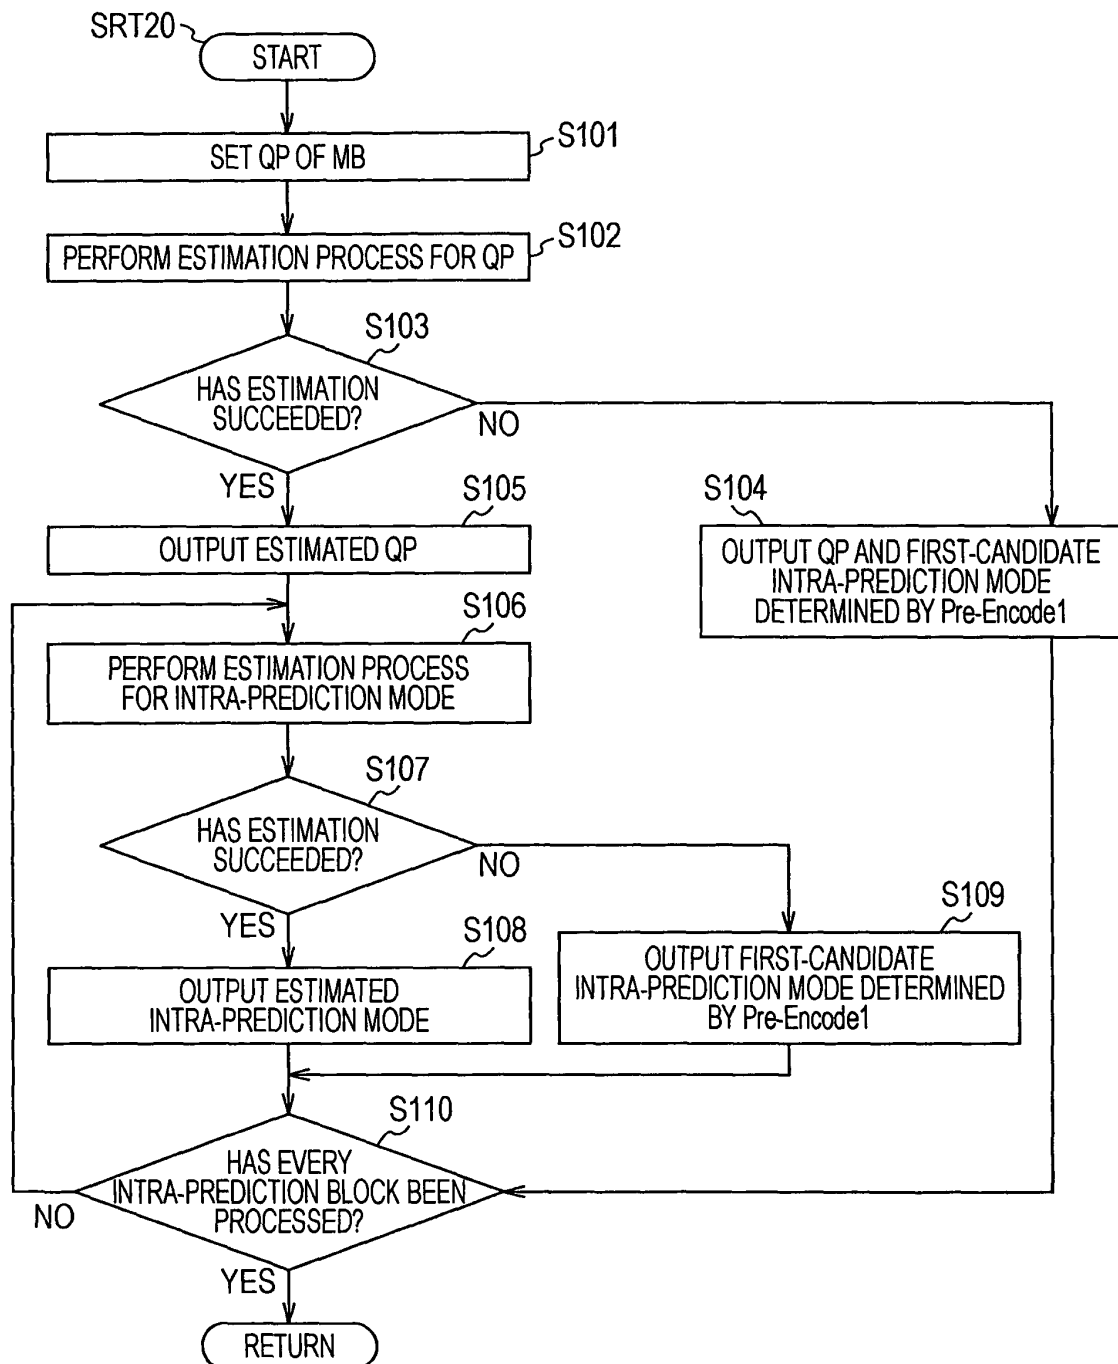 SRT20
START
S101
SET QP OF MB
S102
PERFORM ESTIMATION PROCESS FOR QP
S103
HAS ESTIMATION
SUCCEEDED?
NO
YES
S105
OUTPUT ESTIMATED QP
S104
OUTPUT QP AND FIRST-CANDIDATE
INTRA-PREDICTION MODE
DETERMINED BY Pre-Encode1
S106
PERFORM ESTIMATION PROCESS
FOR INTRA-PREDICTION MODE
S107
HAS ESTIMATION
SUCCEEDED?
NO
YES
S108
OUTPUT ESTIMATED
INTRA-PREDICTION MODE
S109
OUTPUT FIRST-CANDIDATE
INTRA-PREDICTION MODE DETERMINED
BY Pre-Encode1
S110
HAS EVERY
INTRA-PREDICTION BLOCK BEEN
PROCESSED?
NO
YES
RETURN